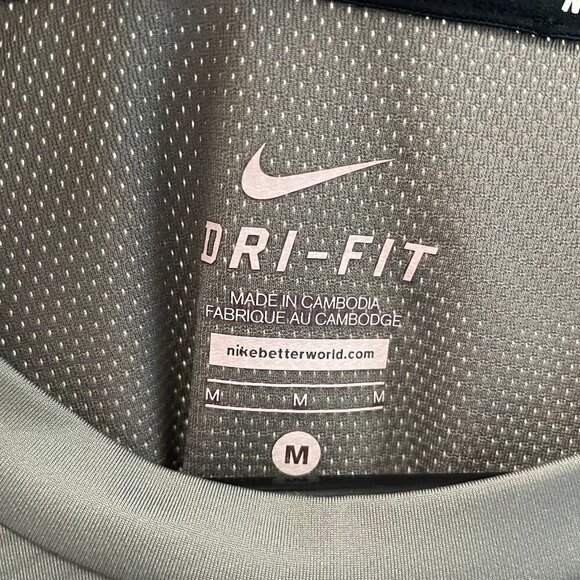 N
DRI-FIT
MADE IN CAMBODIA
FABRIQUE AU CAMBODGE
nikebetterworld.com
M M M
M